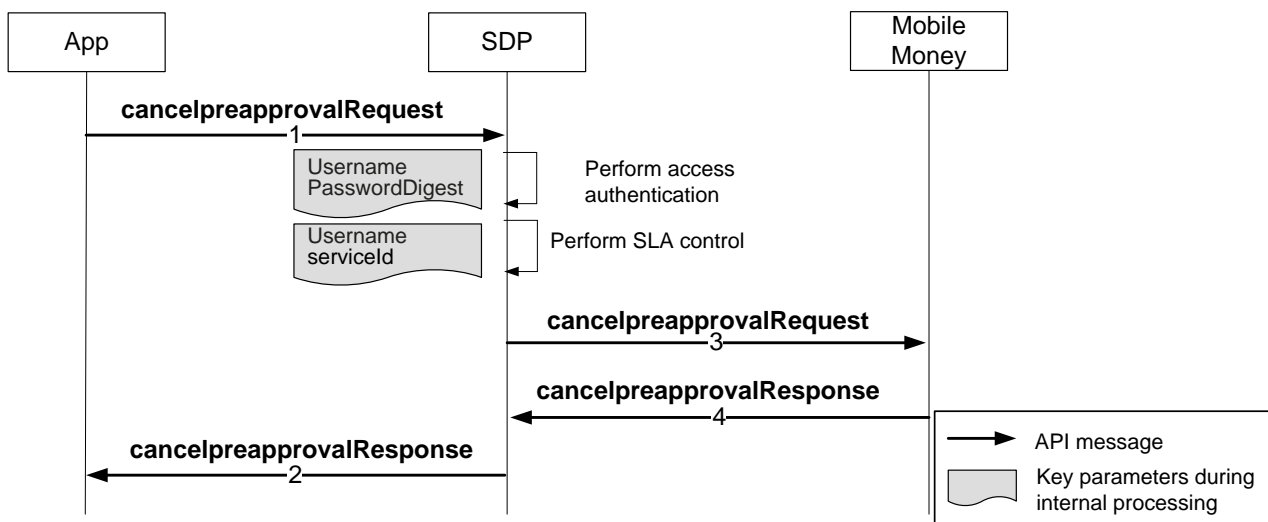 App
SDP
Mobile
Money
cancelpreapprovalRequest
1
Username
PasswordDigest
Perform access
authentication
Username
serviceId
Perform SLA control
cancelpreapprovalRequest
3
cancelpreapprovalResponse
4
cancelpreapprovalResponse
2
API message
Key parameters during
internal processing